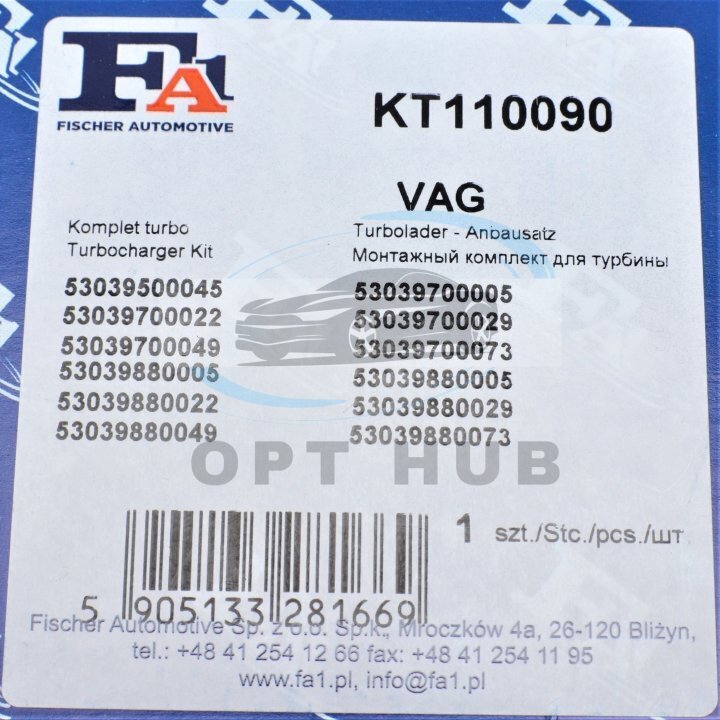 FA1
FISCHER AUTOMOTIVE
KT110090
VAG
Komplet turbo
Turbocharger Kit
Turbolader - Anbausatz
Монтажный комплект для турбины
53039500045
53039700022
53039700049
53039880005
53039880022
53039880049
53039700005
53039700029
53039700073
53039880005
53039880029
53039880073
OPT HUB
1 szt./Stc./pcs./шт
5 905133 281669
Fischer Automotive Sp. z o.o. Sp.k., Mroczków 4a, 26-120 Bliżyn,
tel.: +48 41 254 12 66 fax: +48 41 254 11 95
www.fa1.pl, info@fa1.pl